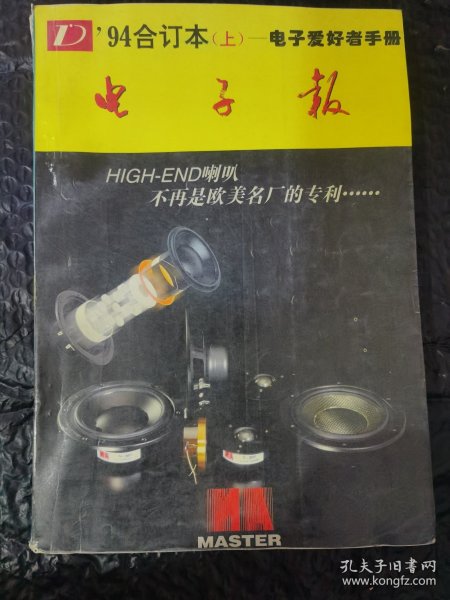 '94合订本(上)—电子爱好者手册
电子报
HIGH-END喇叭
不再是欧美名厂的专利……
MASTER
孔夫子旧书网
www.kongfz.com